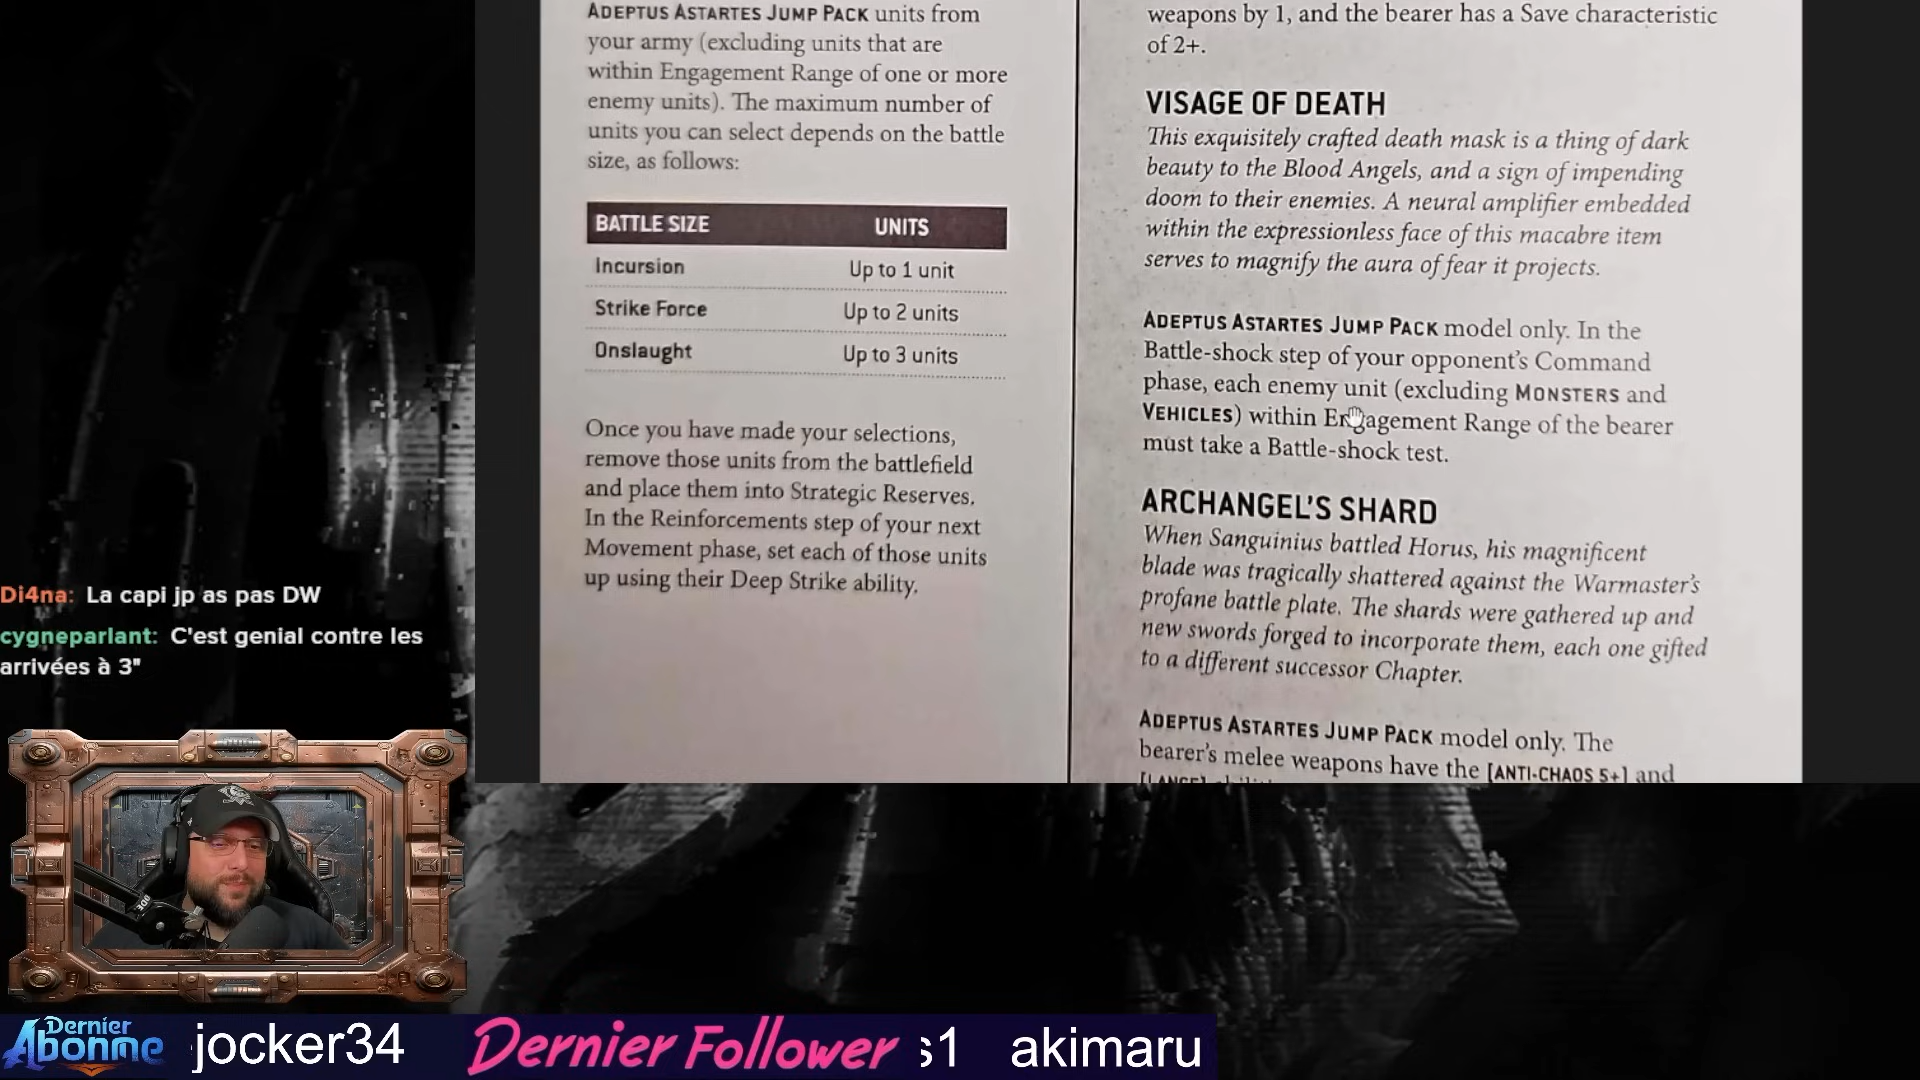 ADEPTUS ASTARTES JUMP PACK units from
your army (excluding units that are
within Engagement Range of one or more
enemy units). The maximum number of
units you can select depends on the battle
size, as follows:
BATTLE SIZE UNITS
Incursion Up to 1 unit
Strike Force Up to 2 units
Onslaught Up to 3 units
Once you have made your selections,
remove those units from the battlefield
and place them into Strategic Reserves.
In the Reinforcements step of your next
Movement phase, set each of those units
up using their Deep Strike ability.
weapons by 1, and the bearer has a Save characteristic
of 2+.
VISAGE OF DEATH
This exquisitely crafted death mask is a thing of dark
beauty to the Blood Angels, and a sign of impending
doom to their enemies. A neural amplifier embedded
within the expressionless face of this macabre item
serves to magnify the aura of fear it projects.
ADEPTUS ASTARTES JUMP PACK model only. In the
Battle-shock step of your opponent's Command
phase, each enemy unit (excluding MONSTERS and
VEHICLES) within Engagement Range of the bearer
must take a Battle-shock test.
ARCHANGEL'S SHARD
When Sanguinius battled Horus, his magnificent
blade was tragically shattered against the Warmaster's
profane battle plate. The shards were gathered up and
new swords forged to incorporate them, each one gifted
to a different successor Chapter.
ADEPTUS ASTARTES JUMP PACK model only. The
bearer's melee weapons have the [ANTI-CHAOS 5+] and
Di4na: La capi jp as pas DW
cygneparlant: C'est genial contre les
arrivées à 3"
Dernier
Abonné
jocker34
Dernier Follower
s1 akimaru